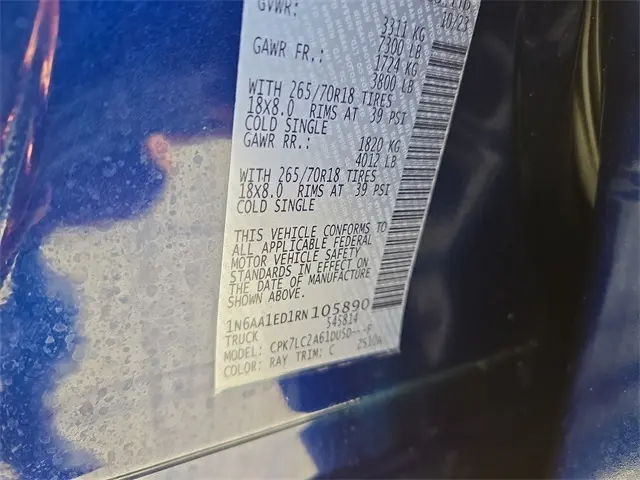 GVWR:
10/23
3311 KG
7300 LB
GAWR FR.: 1724 KG
3800 LB
WITH 265/70R18 TIRES
18X8.0 RIMS AT 39 PSI
COLD SINGLE
GAWR RR.: 1820 KG
4012 LB
WITH 265/70R18 TIRES
18X8.0 RIMS AT 39 PSI
COLD SINGLE
THIS VEHICLE CONFORMS TO
ALL APPLICABLE FEDERAL
MOTOR VEHICLE SAFETY
STANDARDS IN EFFECT ON
THE DATE OF MANUFACTURE
SHOWN ABOVE.
1N6AA1ED1RN105890
TRUCK 545814
MODEL: CPK7LC2A61DUSD---F
COLOR: RAY TRIM: C